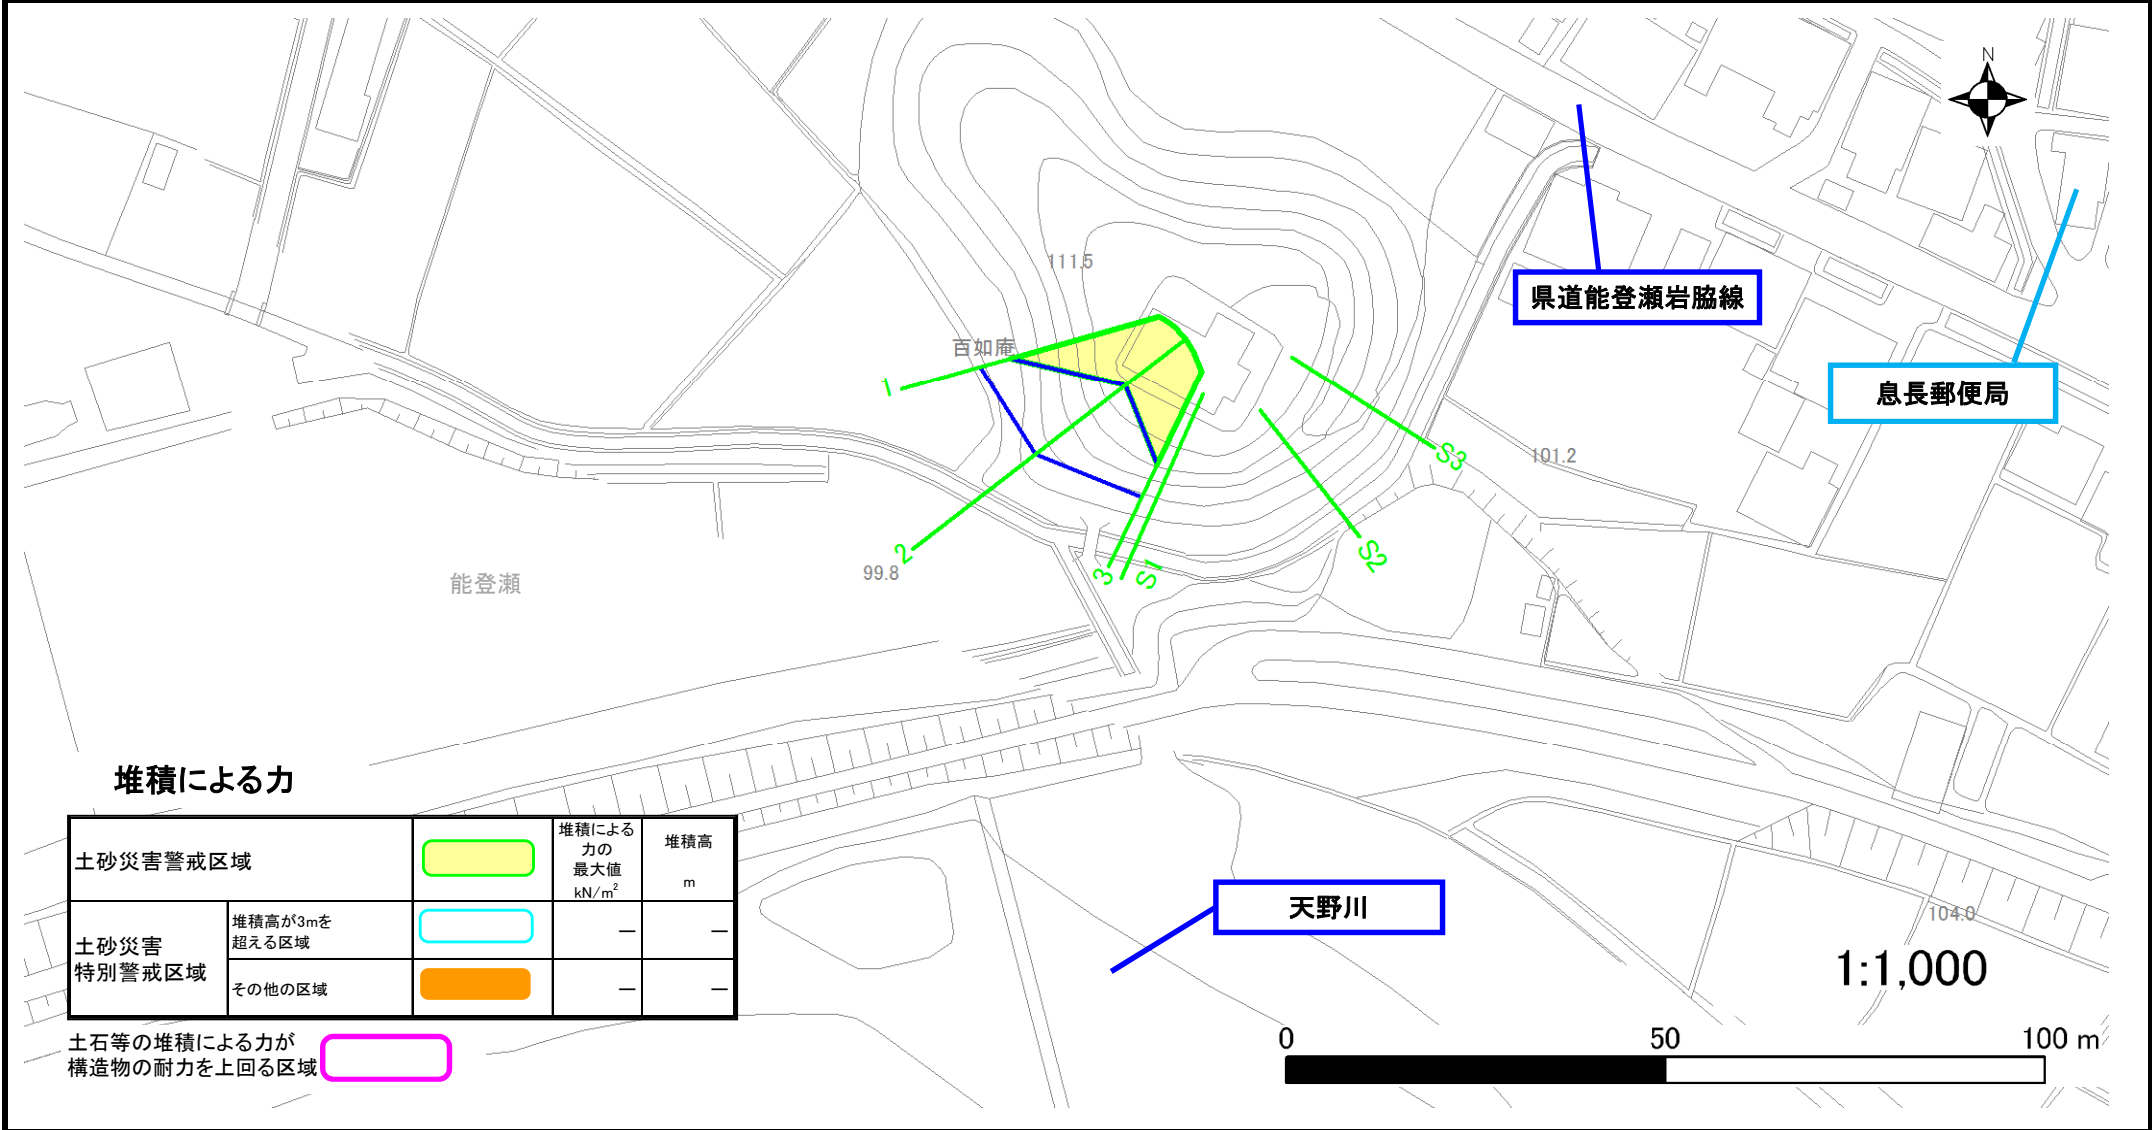 N
111.5
県道能登瀬岩脇線
百如庵
1
息長郵便局
S3
101.2
2
S2
99.8
3
S1
能登瀬
堆積による力
土砂災害警戒区域
堆積による
力の
最大値
kN/m²
堆積高
m
土砂災害
特別警戒区域
堆積高が3mを
超える区域
—
—
その他の区域
—
—
天野川
104.0
1:1,000
土石等の堆積による力が
構造物の耐力を上回る区域
0
50
100 m